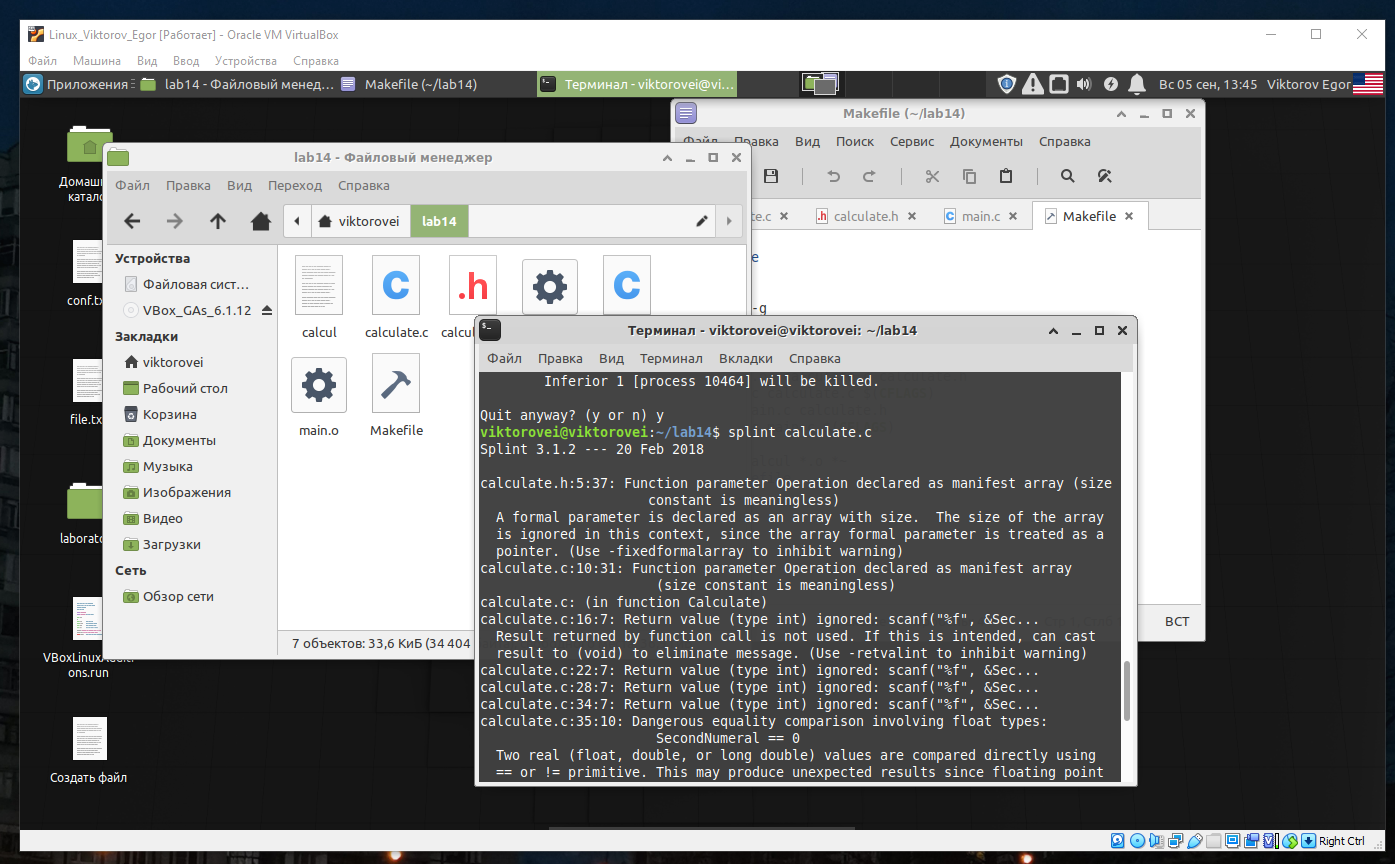 Linux_Viktorov_Egor [Работает] - Oracle VM VirtualBox
Файл Машина Вид Ввод Устройства Справка
Приложения lab14 - Файловый менед... Makefile (~/lab14) Терминал - viktorovei@vi... Вс 05 сен, 13:45 Viktorov Egor
Makefile (~/lab14)
Правка Вид Поиск Сервис Документы Справка
calculate.h main.c Makefile
-g
ВСТ
Домаш
катало
conf.tx
file.tx
laborato
ons.run
Создать файл
lab14 - Файловый менеджер
Файл Правка Вид Переход Справка
viktorovei lab14
Устройства
Файловая сист...
VBox_GAs_6.1.12
Закладки
viktorovei
Рабочий стол
Корзина
Документы
Музыка
Изображения
Видео
Загрузки
Сеть
Обзор сети
calcul calculate.c calcul
main.o Makefile
7 объектов: 33,6 КиБ (34 404
Терминал - viktorovei@viktorovei: ~/lab14
Файл Правка Вид Терминал Вкладки Справка
Inferior 1 [process 10464] will be killed.
Quit anyway? (y or n) y
viktorovei@viktorovei:~/lab14$ splint calculate.c
Splint 3.1.2 --- 20 Feb 2018
calculate.h:5:37: Function parameter Operation declared as manifest array (size
constant is meaningless)
A formal parameter is declared as an array with size. The size of the array
is ignored in this context, since the array formal parameter is treated as a
pointer. (Use -fixedformalarray to inhibit warning)
calculate.c:10:31: Function parameter Operation declared as manifest array
(size constant is meaningless)
calculate.c: (in function Calculate)
calculate.c:16:7: Return value (type int) ignored: scanf("%f", &Sec...
Result returned by function call is not used. If this is intended, can cast
result to (void) to eliminate message. (Use -retvalint to inhibit warning)
calculate.c:22:7: Return value (type int) ignored: scanf("%f", &Sec...
calculate.c:28:7: Return value (type int) ignored: scanf("%f", &Sec...
calculate.c:34:7: Return value (type int) ignored: scanf("%f", &Sec...
calculate.c:35:10: Dangerous equality comparison involving float types:
SecondNumeral == 0
Two real (float, double, or long double) values are compared directly using
== or != primitive. This may produce unexpected results since floating point
Right Ctrl